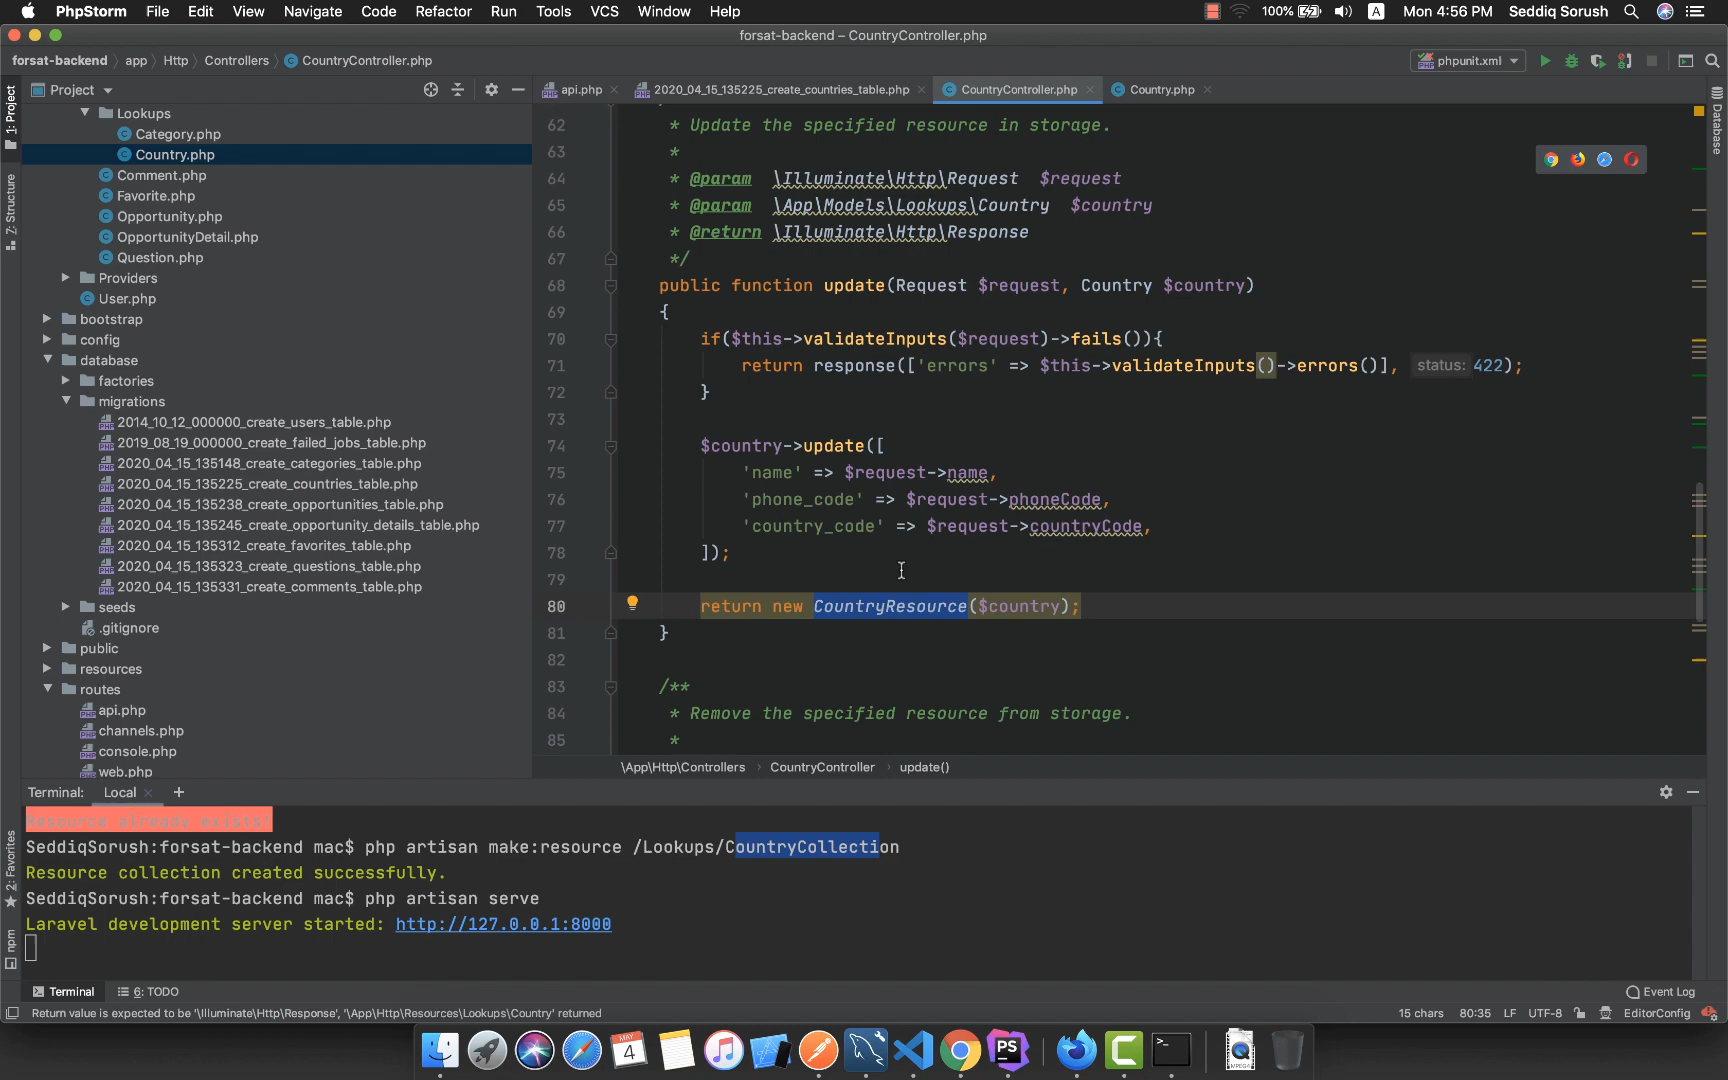 PhpStorm File Edit View Navigate Code Refactor Run Tools VCS Window Help 100% A Mon 4:56 PM Seddiq Sorush
forsat-backend – CountryController.php
forsat-backend app Http Controllers CountryController.php phpunit.xml
Project api.php 2020_04_15_135225_create_countries_table.php CountryController.php Country.php
1: Project
Z: Structure
2: Favorites
npm
Database
Lookups
Category.php
Country.php
Comment.php
Favorite.php
Opportunity.php
OpportunityDetail.php
Question.php
Providers
User.php
bootstrap
config
database
factories
migrations
2014_10_12_000000_create_users_table.php
2019_08_19_000000_create_failed_jobs_table.php
2020_04_15_135148_create_categories_table.php
2020_04_15_135225_create_countries_table.php
2020_04_15_135238_create_opportunities_table.php
2020_04_15_135245_create_opportunity_details_table.php
2020_04_15_135312_create_favorites_table.php
2020_04_15_135323_create_questions_table.php
2020_04_15_135331_create_comments_table.php
seeds
.gitignore
public
resources
routes
api.php
channels.php
console.php
web.php
62 * Update the specified resource in storage.
63 *
64 * @param \Illuminate\Http\Request $request
65 * @param \App\Models\Lookups\Country $country
66 * @return \Illuminate\Http\Response
67 */
68 public function update(Request $request, Country $country)
69 {
70 if($this->validateInputs($request)->fails()){
71 return response(['errors' => $this->validateInputs()->errors()], status: 422);
72 }
73
74 $country->update([
75 'name' => $request->name,
76 'phone_code' => $request->phoneCode,
77 'country_code' => $request->countryCode,
78 ]);
79
80 return new CountryResource($country);
81 }
82
83 /**
84 * Remove the specified resource from storage.
85 *
\App\Http\Controllers CountryController update()
Terminal: Local +
Resource already exists!
SeddiqSorush:forsat-backend mac$ php artisan make:resource /Lookups/CountryCollection
Resource collection created successfully.
SeddiqSorush:forsat-backend mac$ php artisan serve
Laravel development server started: http://127.0.0.1:8000
Terminal 6: TODO Event Log
Return value is expected to be '\Illuminate\Http\Response', '\App\Http\Resources\Lookups\Country' returned 15 chars 80:35 LF UTF-8 EditorConfig
MAY
4
PS
C